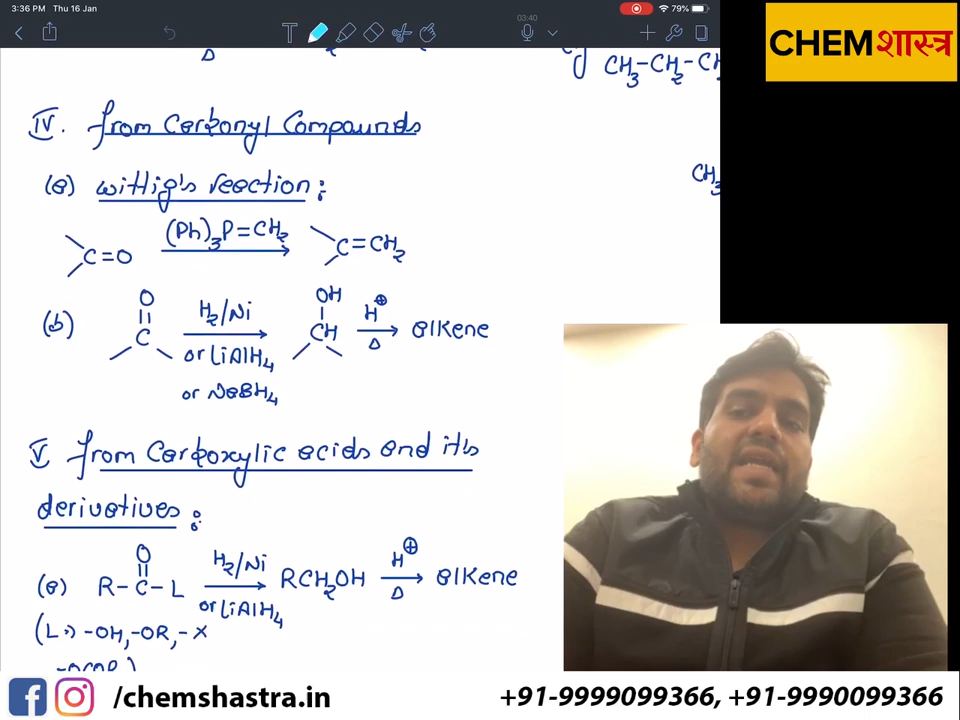 3:36 PM Thu 16 Jan
79%
03:40
CHEMशास्त्र
CH3-CH2-
Δ
IV. from Carbonyl Compounds
CH3
(a) wittig's reaction:
C=O (Ph)3P=CH2 → C=CH2
(b) O
|| C H2/Ni → OH
CH H⊕ → Δ alkene
or LiAlH4
or NaBH4
V from Carboxylic acids and its
derivatives:
(a) R-C-L O || H2/Ni → RCH2OH H⊕ → Δ alkene
or LiAlH4
(L => -OH, -OR, -X
/chemshastra.in
+91-9999099366, +91-9990099366